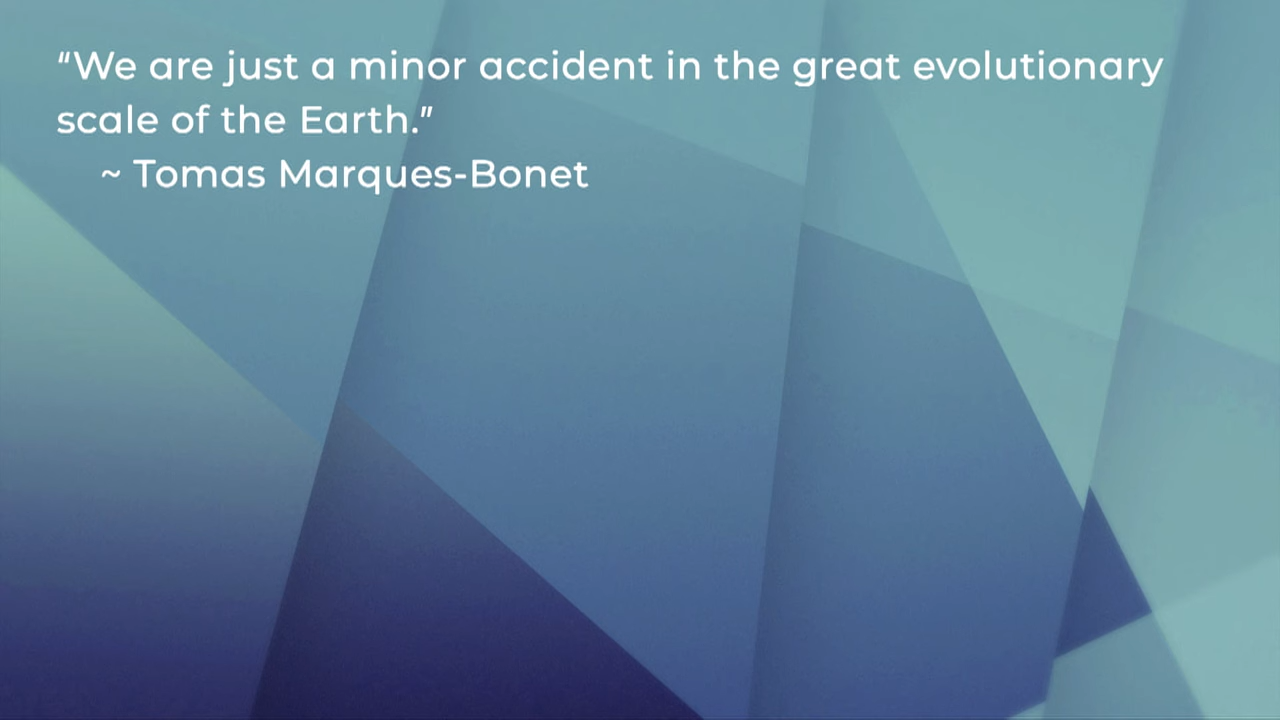 "We are just a minor accident in the great evolutionary
scale of the Earth."
~ Tomas Marques-Bonet